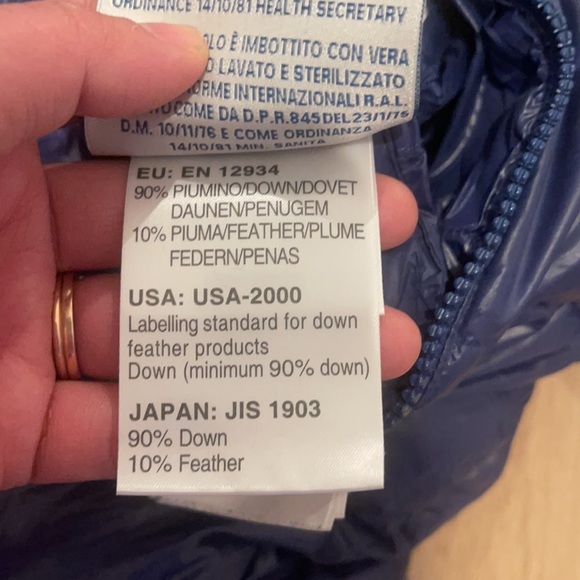 ORDINANCE 14/10/81 HEALTH SECRETARY
È IMBOTTITO CON VERA
LAVATO E STERILIZZATO
INTERNAZIONALI R.A.L.
COME DA D.P.R. 845 DEL 23/1/75
D.M. 10/11/76 E COME ORDINANZA
14/10/81 MIN. SANITA
EU: EN 12934
90% PIUMINO/DOWN/DOVET
DAUNEN/PENUGEM
10% PIUMA/FEATHER/PLUME
FEDERN/PENAS
USA: USA-2000
Labelling standard for down
feather products
Down (minimum 90% down)
JAPAN: JIS 1903
90% Down
10% Feather